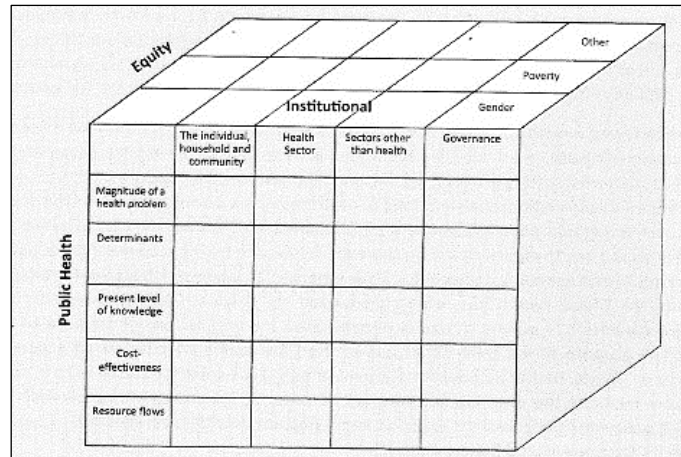 Equity
Other
Poverty
Institutional
Gender
The individual,
household and
community
Health
Sector
Sectors other
than health
Governance
Public Health
Magnitude of a
health problem
Determinants
Present level
of knowledge
Cost-
effectiveness
Resource flows